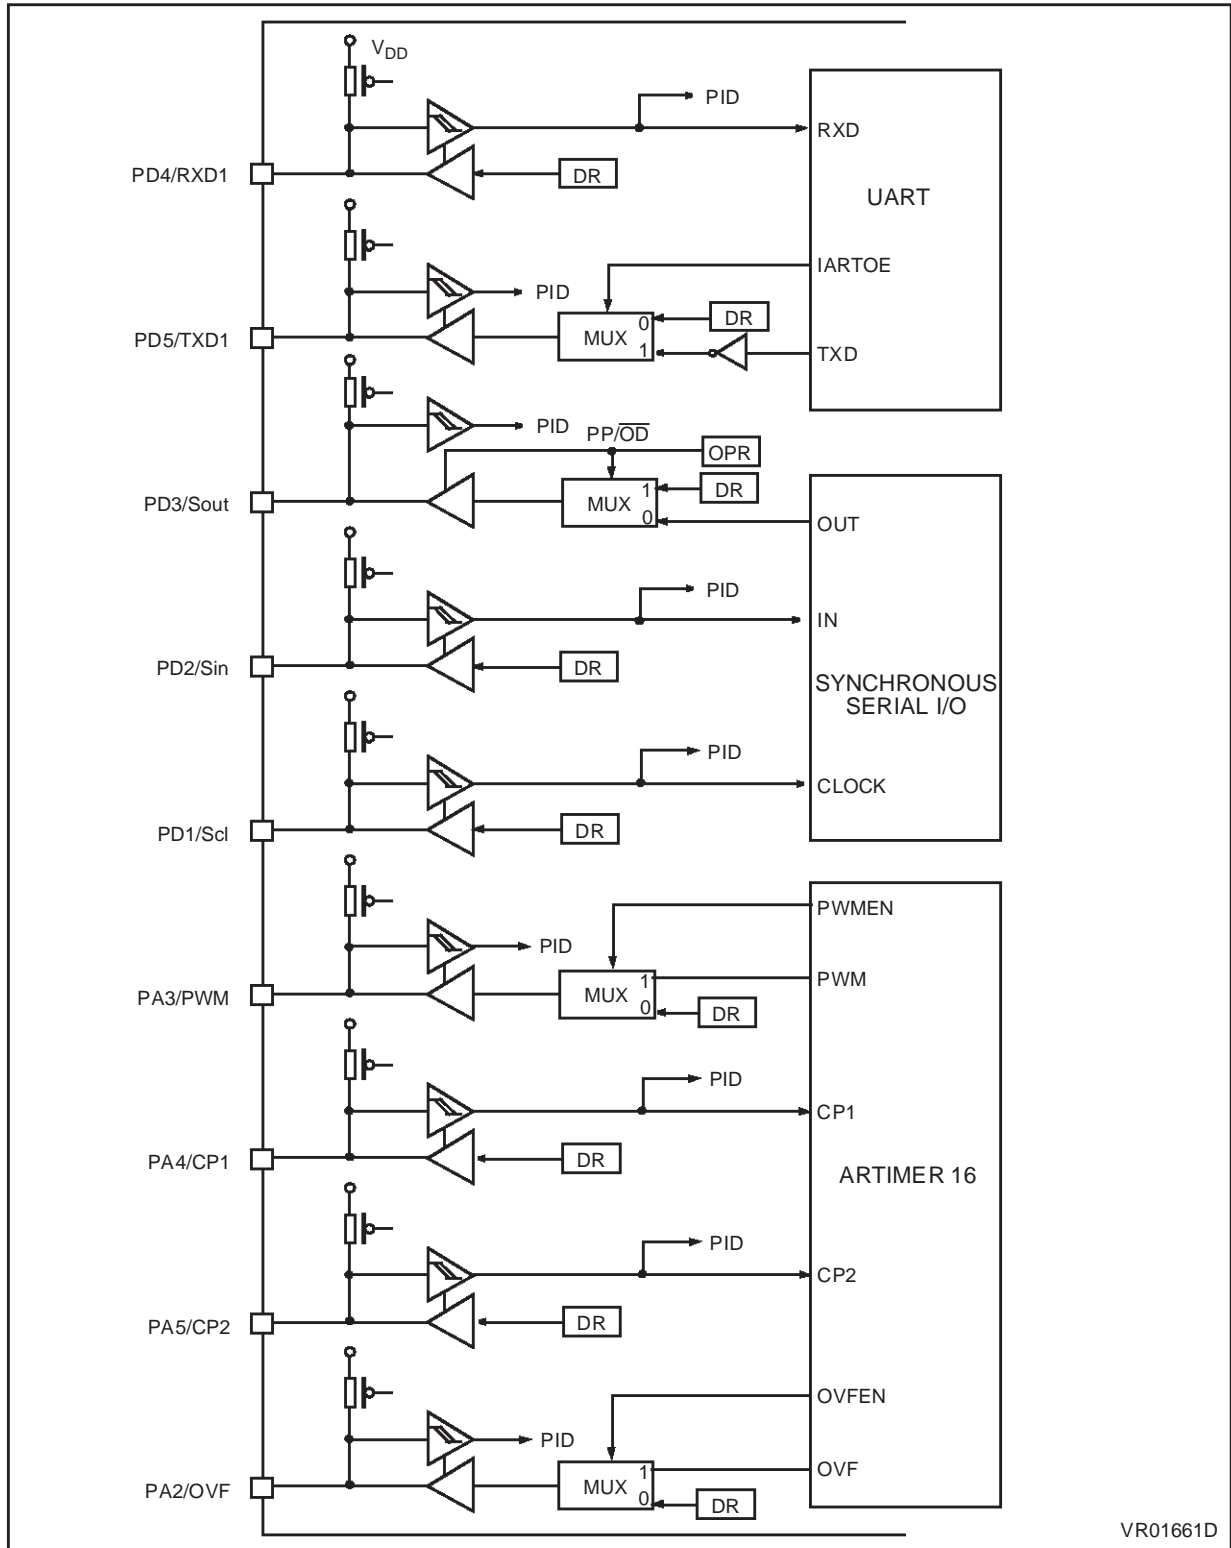 VDD
PID
RXD
PD4/RXD1
DR
UART
IARTOE
PID
DR
PD5/TXD1
MUX
0
1
TXD
PID
PP/OD
OPR
DR
PD3/Sout
MUX
1
0
OUT
PID
IN
PD2/Sin
DR
SYNCHRONOUS
SERIAL I/O
PID
CLOCK
PD1/Scl
DR
PWMEN
PID
PWM
PA3/PWM
MUX
1
0
DR
PID
CP1
PA4/CP1
DR
ARTIMER 16
PID
CP2
PA5/CP2
DR
OVFEN
PID
OVF
PA2/OVF
MUX
1
0
DR
VR01661D